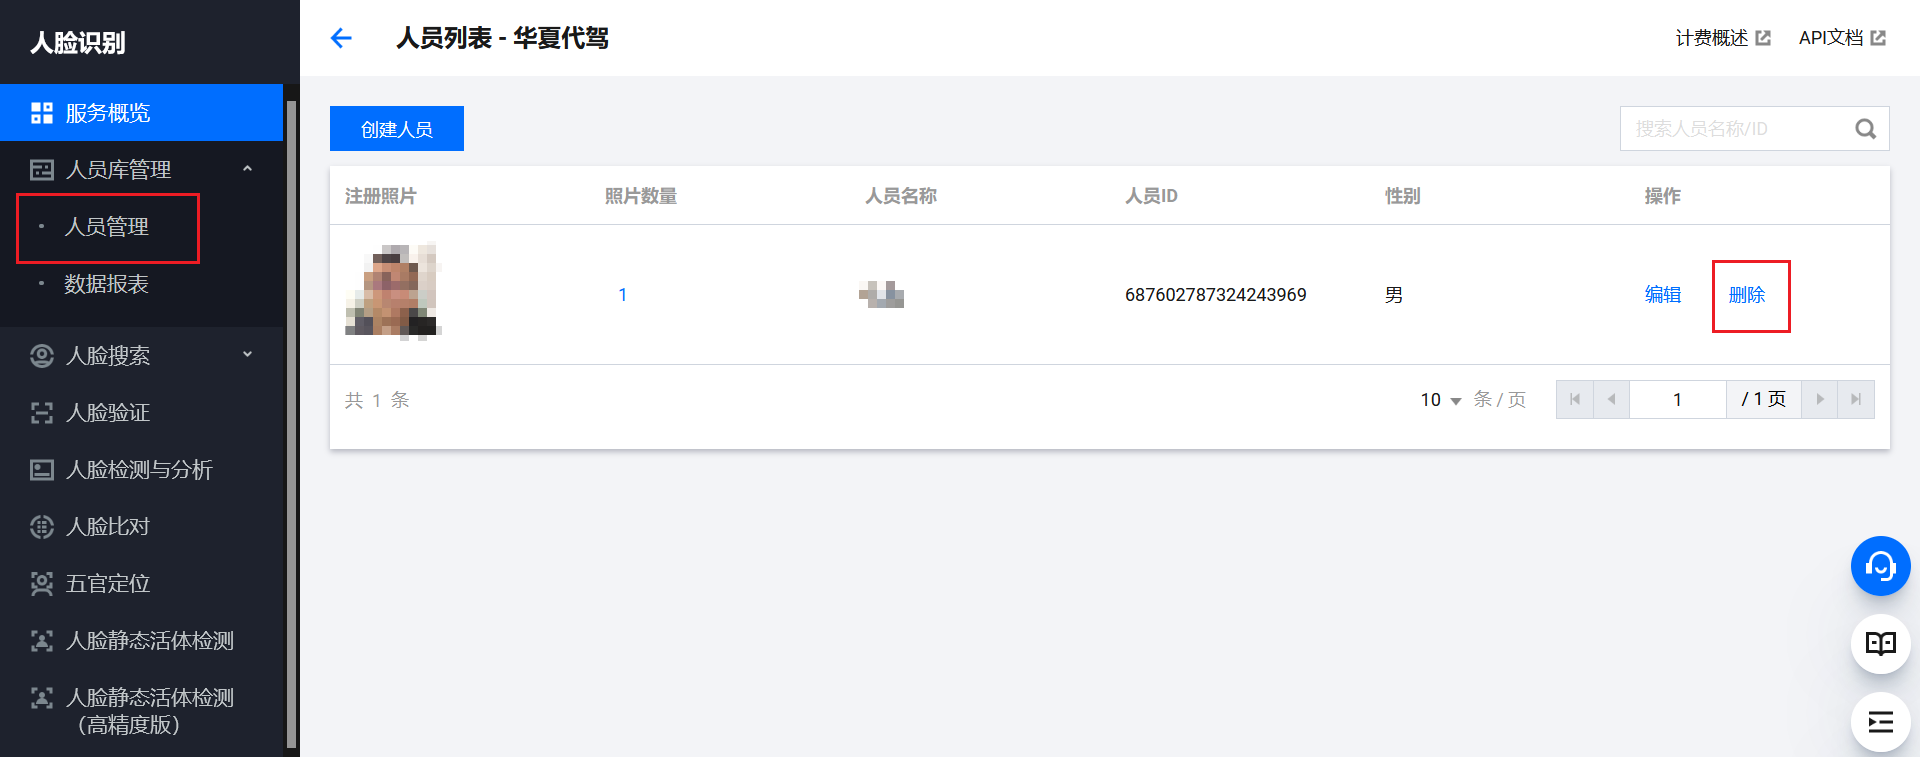 人脸识别
服务概览
人员库管理
人员管理
数据报表
人脸搜索
人脸验证
人脸检测与分析
人脸比对
五官定位
人脸静态活体检测
人脸静态活体检测
（高精度版）
人员列表 - 华夏代驾
计费概述 API文档
创建人员 搜索人员名称/ID
注册照片 照片数量 人员名称 人员ID 性别 操作
1 687602787324243969 男 编辑 删除
共 1 条 10 条 / 页 1 / 1 页